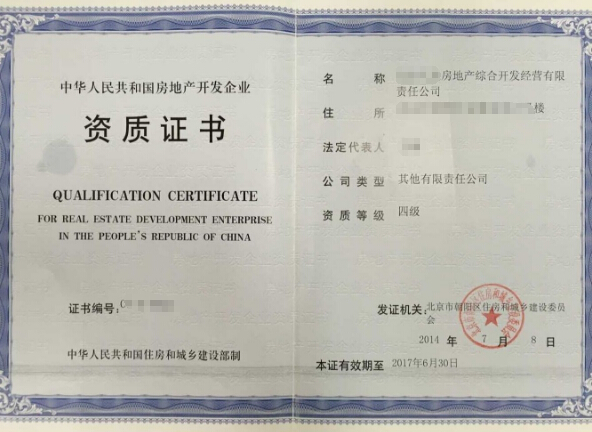 中华人民共和国房地产开发企业
资质证书
QUALIFICATION CERTIFICATE
FOR REAL ESTATE DEVELOPMENT ENTERPRISE
IN THE PEOPLE'S REPUBLIC OF CHINA
证书编号:
中华人民共和国住房和城乡建设部制
名 称 房地产综合开发经营有限
责任公司
住 所 楼
法定代表人
公司类型 其他有限责任公司
资质等级 四级
发证机关: 北京市朝阳区住房和城乡建设委员
会
2014 年 7 月 8 日
本证有效期至 2017年6月30日